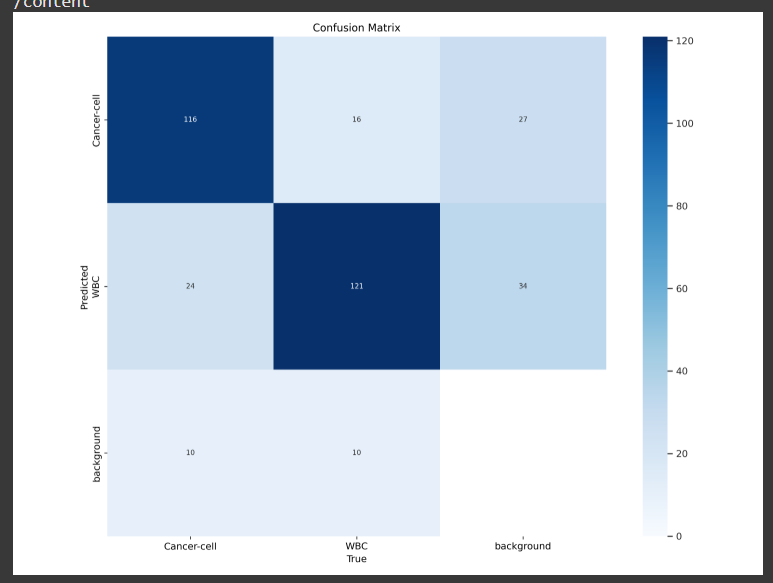 /content
Confusion Matrix
120
Cancer-cell
116
16
27
100
80
Predicted
WBC
24
121
34
60
40
background
10
10
20
0
Cancer-cell
WBC
background
True